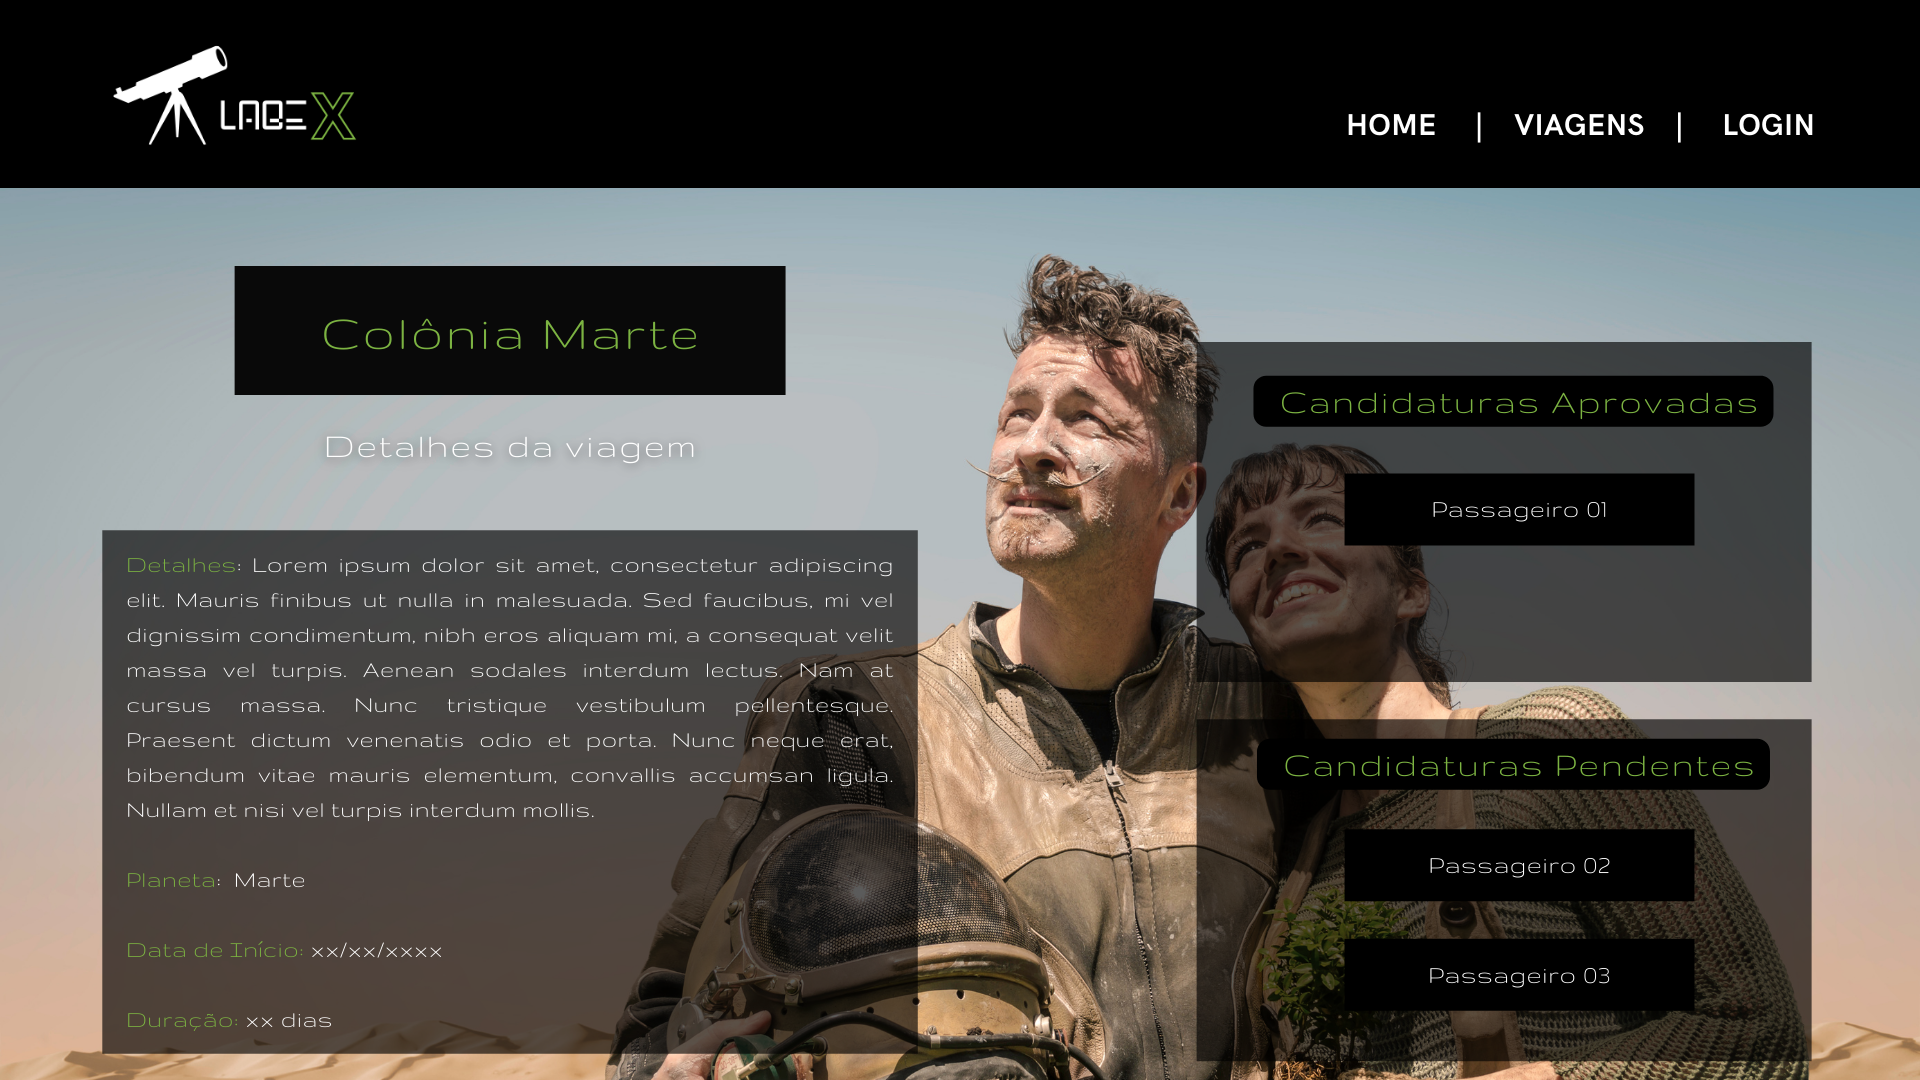 LABEX
HOME | VIAGENS | LOGIN
Colônia Marte
Detalhes da viagem
Detalhes: Lorem ipsum dolor sit amet, consectetur adipiscing
elit. Mauris finibus ut nulla in malesuada. Sed faucibus, mi vel
dignissim condimentum, nibh eros aliquam mi, a consequat velit
massa vel turpis. Aenean sodales interdum lectus. Nam at
cursus massa. Nunc tristique vestibulum pellentesque.
Praesent dictum venenatis odio et porta. Nunc neque erat,
bibendum vitae mauris elementum, convallis accumsan ligula.
Nullam et nisi vel turpis interdum mollis.
Planeta: Marte
Data de Início: xx/xx/xxxx
Duração: xx dias
Candidaturas Aprovadas
Passageiro 01
Candidaturas Pendentes
Passageiro 02
Passageiro 03